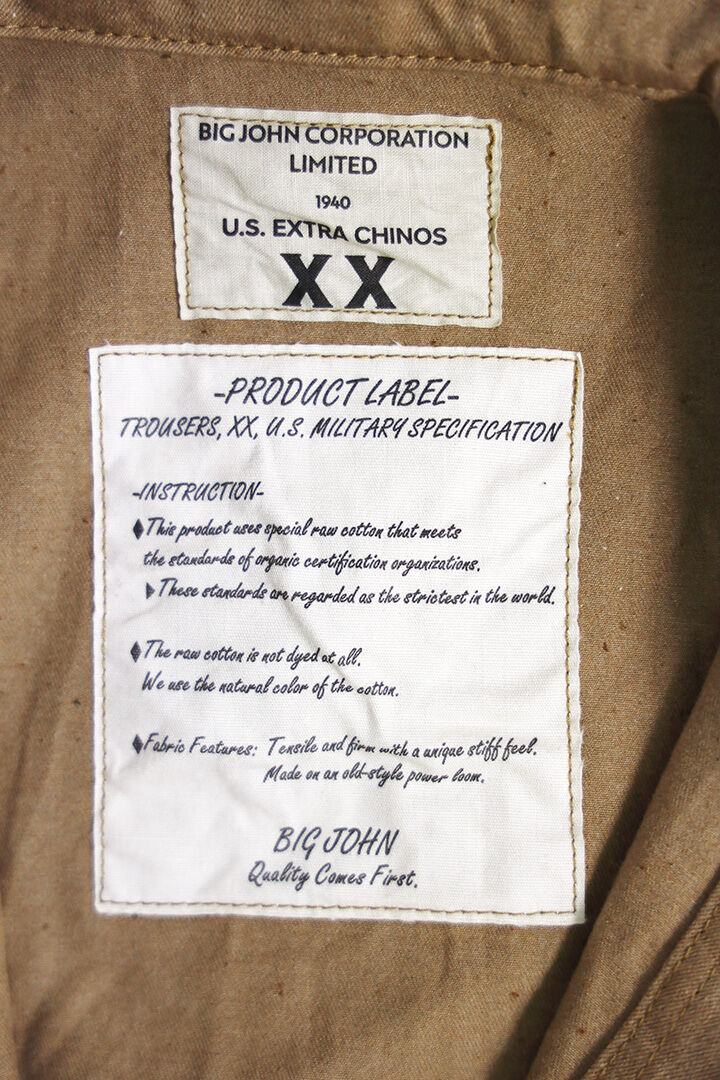 BIG JOHN CORPORATION
LIMITED
1940
U.S. EXTRA CHINOS
XX
-PRODUCT LABEL-
TROUSERS, XX, U.S. MILITARY SPECIFICATION
-INSTRUCTION-
♦This product uses special raw cotton that meets
the standards of organic certification organizations.
▶These standards are regarded as the strictest in the world.
♦The raw cotton is not dyed at all.
We use the natural color of the cotton.
♦Fabric Features: Tensile and firm with a unique stiff feel.
Made on an old-style power loom.
BIG JOHN
Quality Comes First.